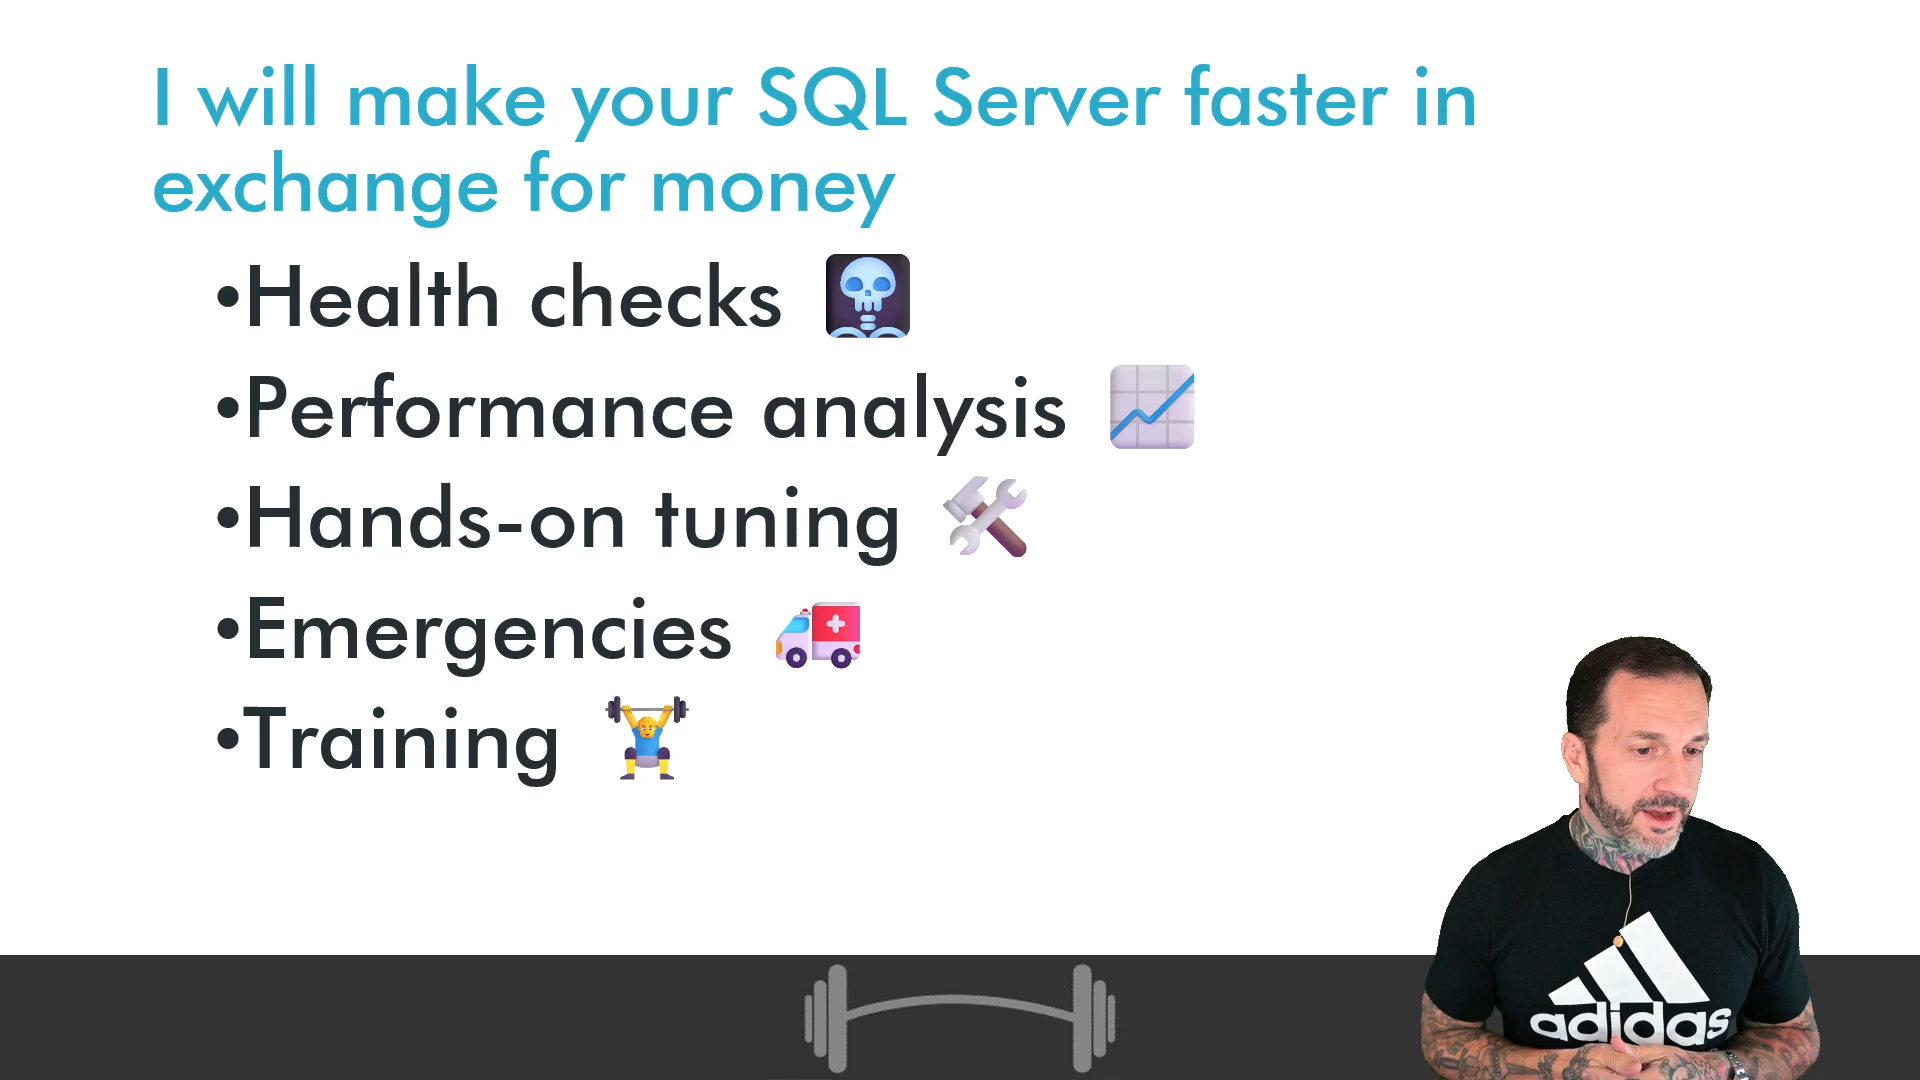 I will make your SQL Server faster in
exchange for money
•Health checks
•Performance analysis
•Hands-on tuning
•Emergencies
•Training
adidas